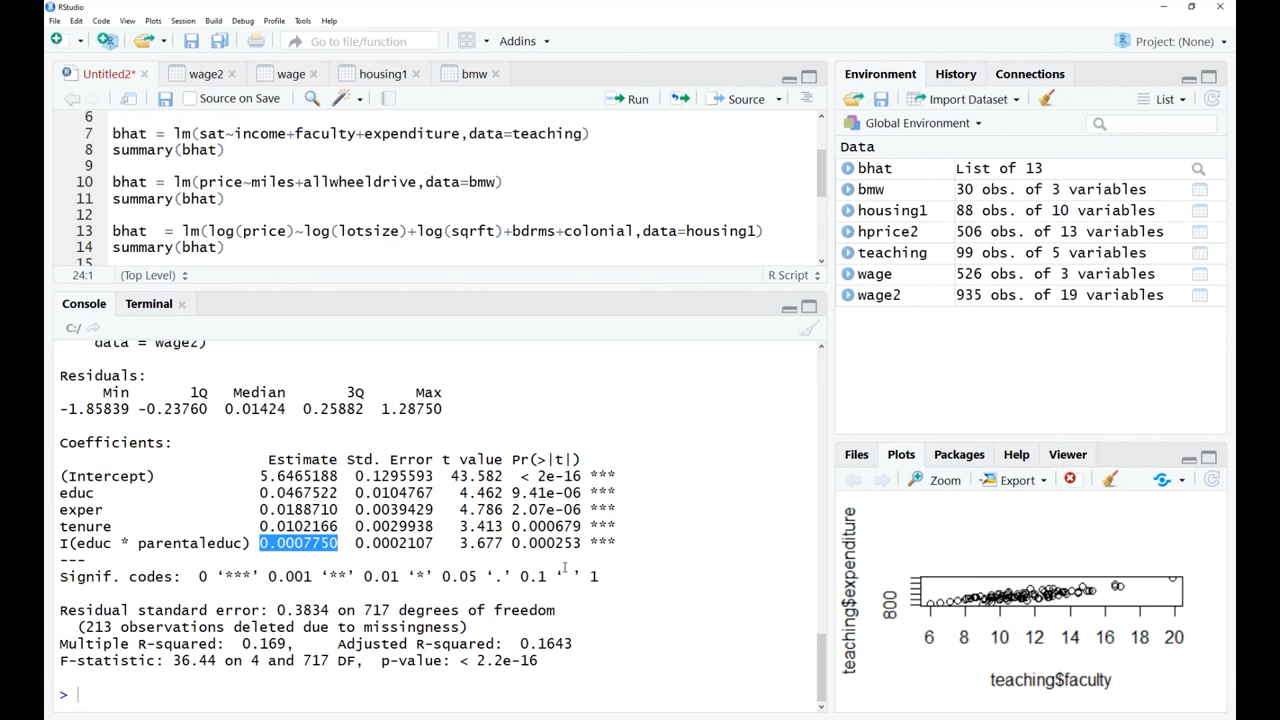 RStudio
File Edit Code View Plots Session Build Debug Profile Tools Help
Go to file/function
Addins
Project: (None)
Untitled2*
wage2
wage
housing1
bmw
Source on Save
Run
Source
6
7 bhat = lm(sat~income+faculty+expenditure,data=teaching)
8 summary(bhat)
9
10 bhat = lm(price~miles+allwheeldrive,data=bmw)
11 summary(bhat)
12
13 bhat  = lm(log(price)~log(lotsize)+log(sqrft)+bdrms+colonial,data=housing1)
14 summary(bhat)
15
24:1 (Top Level) R Script
Console Terminal
C:/
data = wage2)
Residuals:
Min 1Q Median 3Q Max
-1.85839 -0.23760 0.01424 0.25882 1.28750
Coefficients:
Estimate Std. Error t value Pr(>|t|)
(Intercept) 5.6465188 0.1295593 43.582 < 2e-16 ***
educ 0.0467522 0.0104767 4.462 9.41e-06 ***
exper 0.0188710 0.0039429 4.786 2.07e-06 ***
tenure 0.0102166 0.0029938 3.413 0.000679 ***
I(educ * parentaleduc) 0.0007750 0.0002107 3.677 0.000253 ***
---
Signif. codes: 0 ‘***’ 0.001 ‘**’ 0.01 ‘*’ 0.05 ‘.’ 0.1 ‘ ’ 1
Residual standard error: 0.3834 on 717 degrees of freedom
(213 observations deleted due to missingness)
Multiple R-squared: 0.169, Adjusted R-squared: 0.1643
F-statistic: 36.44 on 4 and 717 DF, p-value: < 2.2e-16
>
Environment History Connections
Import Dataset
List
Global Environment
Data
bhat List of 13
bmw 30 obs. of 3 variables
housing1 88 obs. of 10 variables
hprice2 506 obs. of 13 variables
teaching 99 obs. of 5 variables
wage 526 obs. of 3 variables
wage2 935 obs. of 19 variables
Files Plots Packages Help Viewer
Zoom
Export
teaching$expenditure
800
6 8 10 12 14 16 18 20
teaching$faculty